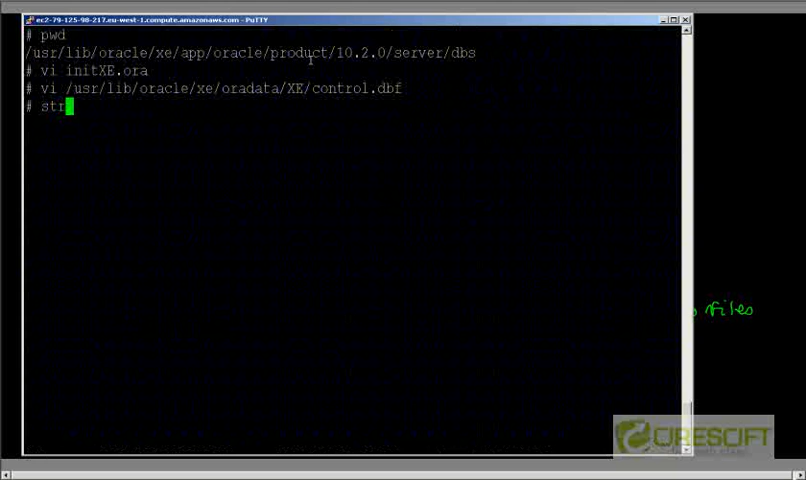 ec2-79-125-98-217.eu-west-1.compute.amazonaws.com - PuTTY
# pwd
/usr/lib/oracle/xe/app/oracle/product/10.2.0/server/dbs
# vi initXE.ora
# vi /usr/lib/oracle/xe/oradata/XE/control.dbf
# str
files